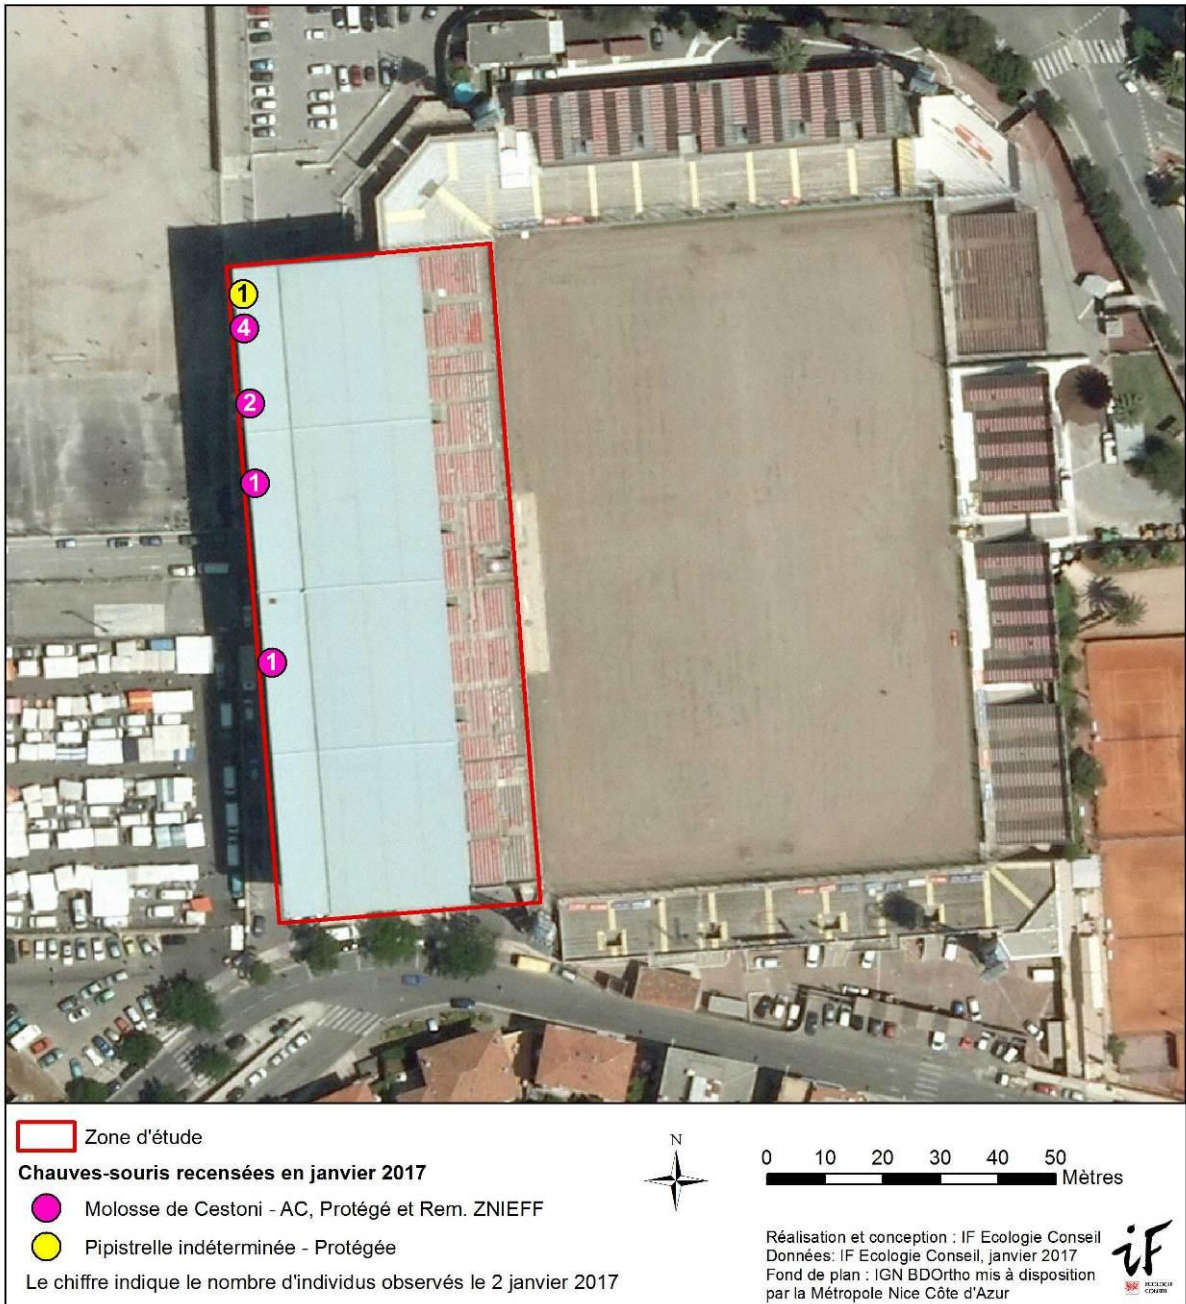 1
4
2
1
1
Zone d'étude
Chauves-souris recensées en janvier 2017
Molosse de Cestoni - AC, Protégé et Rem. ZNIEFF
Pipistrelle indéterminée - Protégée
Le chiffre indique le nombre d'individus observés le 2 janvier 2017
N
0 10 20 30 40 50
Mètres
Réalisation et conception : IF Ecologie Conseil
Données: IF Ecologie Conseil, janvier 2017
Fond de plan : IGN BDOrtho mis à disposition
par la Métropole Nice Côte d'Azur
iF
ECOLOGIE
CONSEIL